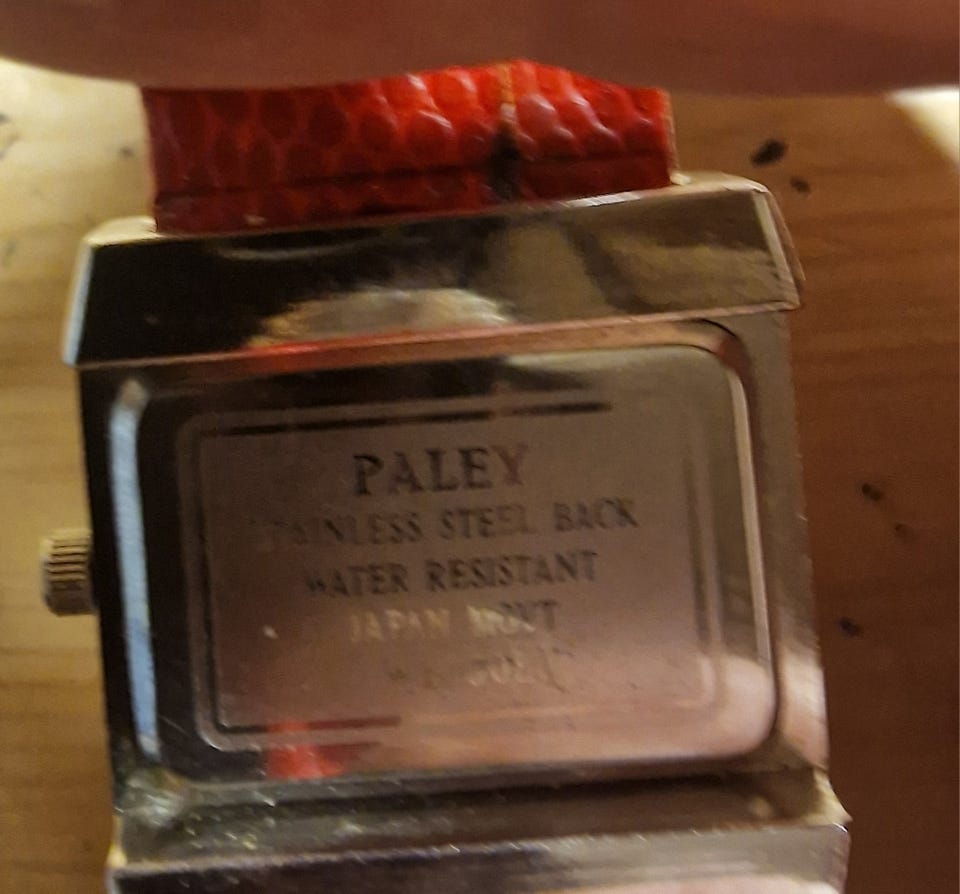 PALEY
STAINLESS STEEL BACK
WATER RESISTANT
JAPAN MOVT